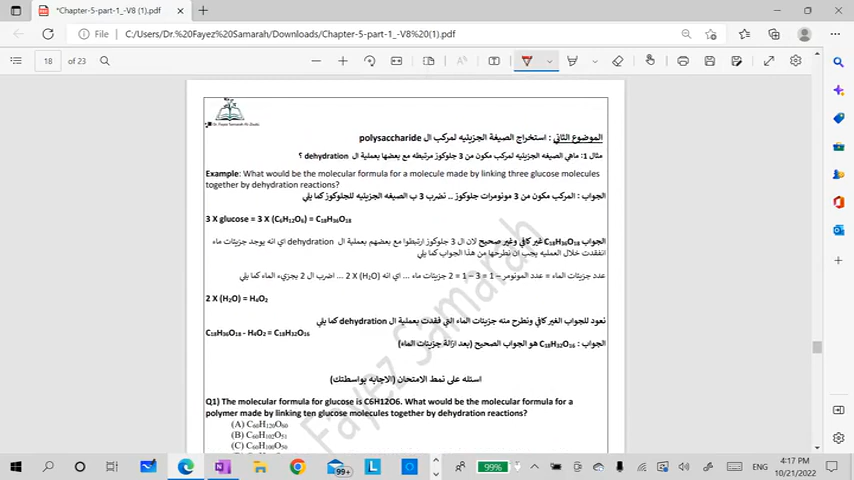 *Chapter-5-part-1_-V8 (1).pdf
File
C:/Users/Dr.%20Fayez%20Samarah/Downloads/Chapter-5-part-1_-V8%20(1).pdf
18 of 23
الموضوع الثاني : استخراج الصيغة الجزيئيه لمركب ال polysaccharide
مثال 1: ماهي الصيغه الجزيئيه لمركب مكون من 3 جلوكوز مرتبطه مع بعضها بعملية ال dehydration ؟
Example: What would be the molecular formula for a molecule made by linking three glucose molecules
together by dehydration reactions?
الجواب : المركب مكون من 3 مونومرات جلوكوز .. نضرب 3 ب الصيغه الجزيئيه للجلوكوز كما يلي
3 X glucose = 3 X (C₆H₁₂O₆) = C₁₈H₃₆O₁₈
الجواب C₁₈H₃₆O₁₈ غير كافي وغير صحيح لان ال 3 جلوكوز ارتبطوا مع بعضهم بعملية ال dehydration اي انه يوجد جزيئات ماء
انفقدت خلال العمليه يجب ان نطرحها من هذا الجواب كما يلي
عدد جزيئات الماء = عدد المونومر – 1 = 3 – 1 = 2 جزيئات ماء ... اي انه 2 X (H₂O) ... اضرب ال 2 بجزيء الماء كما يلي
2 X (H₂O) = H₄O₂
نعود للجواب الغير كافي ونطرح منه جزيئات الماء التي فقدت بعملية ال dehydration كما يلي
C₁₈H₃₆O₁₈ - H₄O₂ = C₁₈H₃₂O₁₆
الجواب : C₁₈H₃₂O₁₆ هو الجواب الصحيح (بعد ازالة جزيئات الماء)
اسئله على نمط الامتحان (الاجابه بواسطتك)
Q1) The molecular formula for glucose is C6H12O6. What would be the molecular formula for a
polymer made by linking ten glucose molecules together by dehydration reactions?
(A) C₆₀H₁₂₀O₆₀
(B) C₆₀H₁₀₂O₅₁
(C) C₆₀H₁₀₀O₅₀
Fayez Samarah
99+
99%
ENG
4:17 PM
10/21/2022